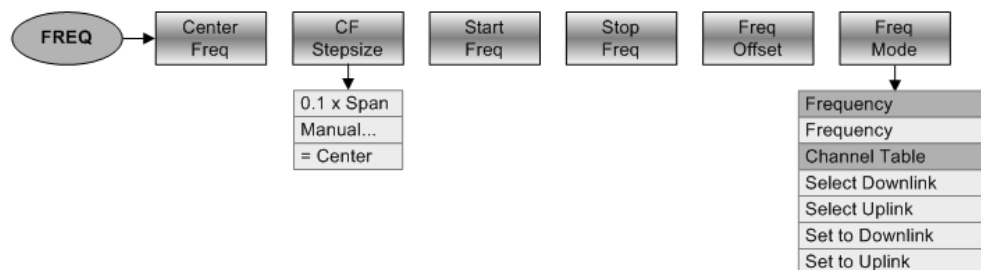 FREQ
Center
Freq
CF
Stepsize
Start
Freq
Stop
Freq
Freq
Offset
Freq
Mode
0.1 x Span
Manual...
= Center
Frequency
Frequency
Channel Table
Select Downlink
Select Uplink
Set to Downlink
Set to Uplink